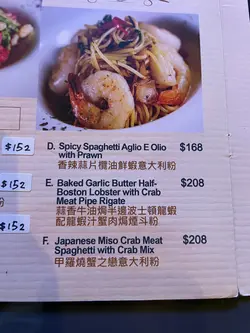 D. Spicy Spaghetti Aglio E Olio $168
with Prawn
香辣蒜片欖油鮮蝦意大利粉
$152
E. Baked Garlic Butter Half- $208
Boston Lobster with Crab
Meat Pipe Rigate
蒜香牛油焗半邊波士頓龍蝦
配龍蝦汁蟹肉焗煙斗粉
$152
$152
F. Japanese Miso Crab Meat $208
Spaghetti with Crab Mix
甲羅燒蟹之戀意大利粉